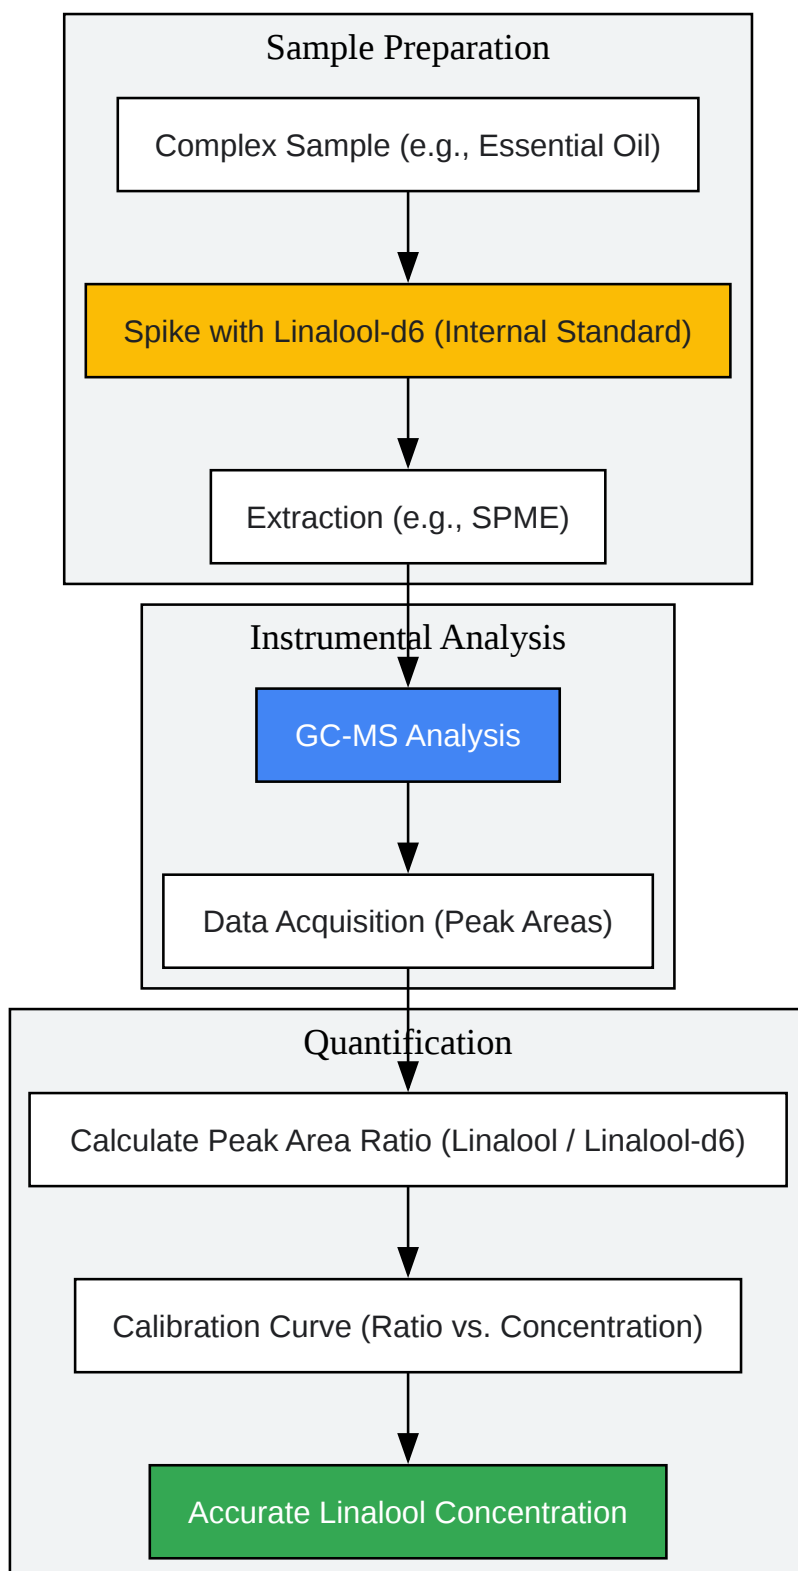 Sample Preparation
Complex Sample (e.g., Essential Oil)
Spike with Linalool-d6 (Internal Standard)
Extraction (e.g., SPME)
Instrumental Analysis
GC-MS Analysis
Data Acquisition (Peak Areas)
Quantification
Calculate Peak Area Ratio (Linalool / Linalool-d6)
Calibration Curve (Ratio vs. Concentration)
Accurate Linalool Concentration